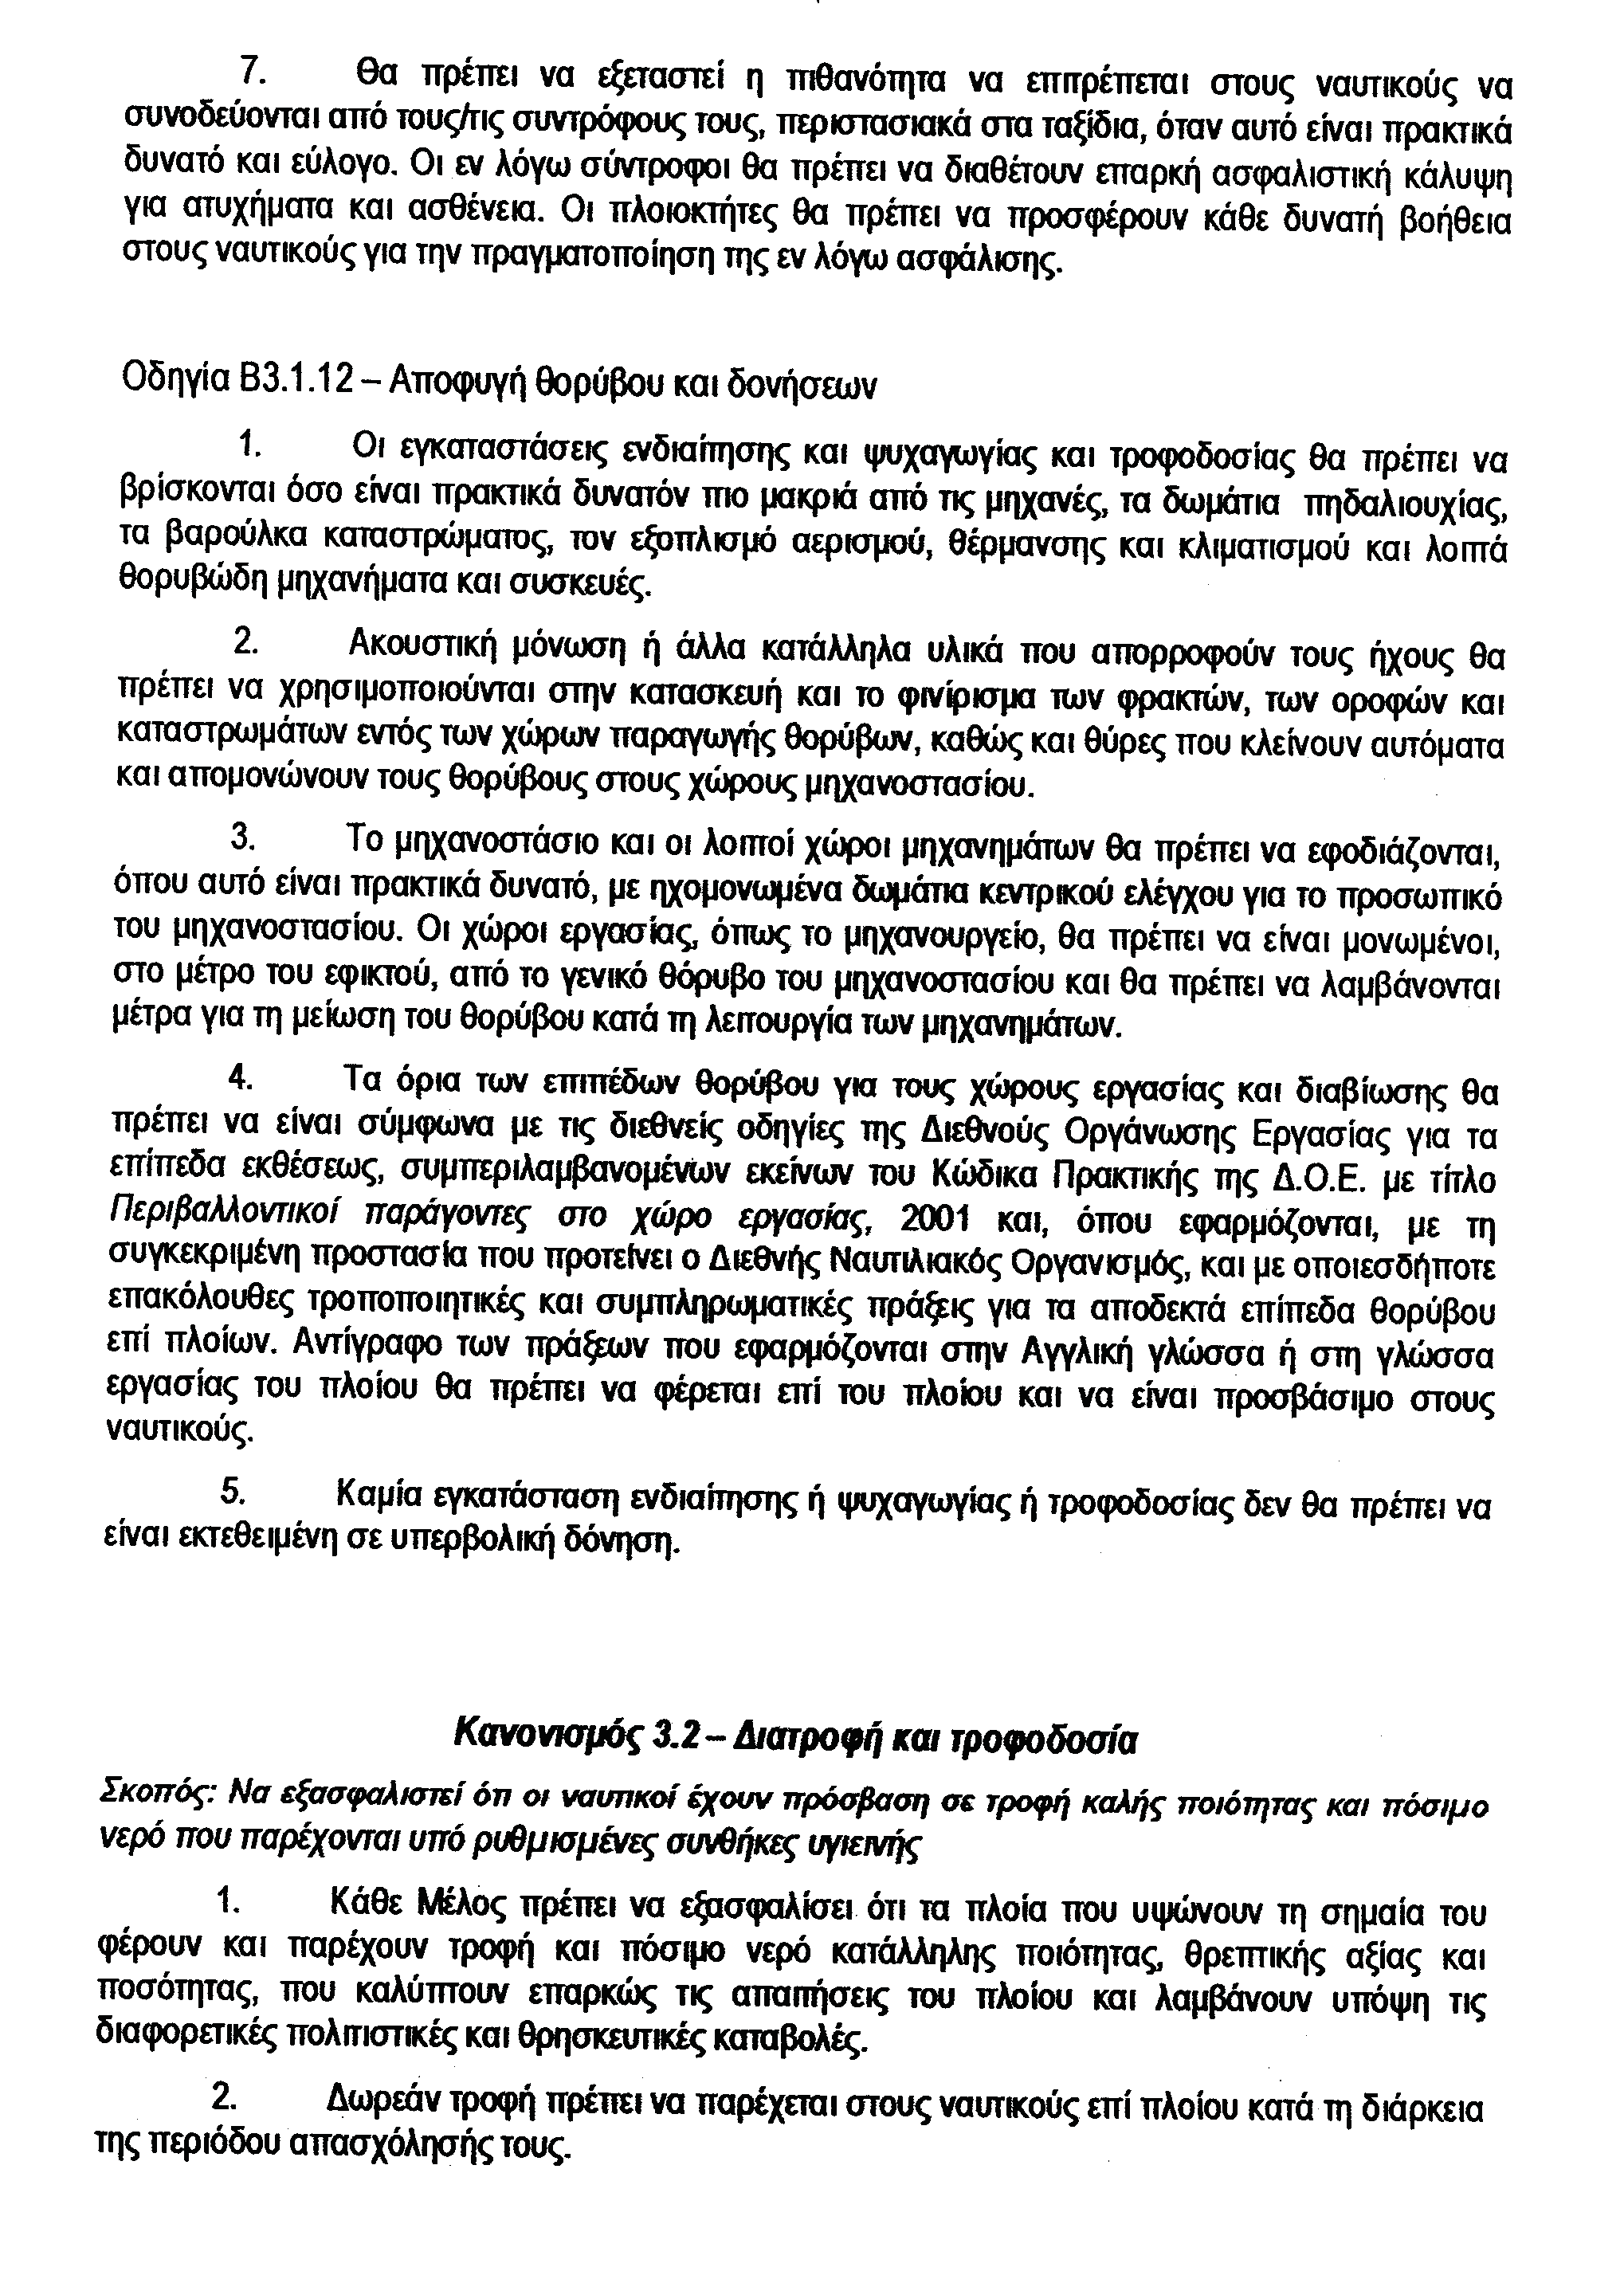 7. Θα πρέπει να εξεταστεί η πιθανότητα να επιτρέπεται στους ναυτικούς να
συνοδεύονται από τους/τις συντρόφους τους, περιστασιακά στα ταξίδια, όταν αυτό είναι πρακτικά
δυνατό και εύλογο. Οι εν λόγω σύντροφοι θα πρέπει να διαθέτουν επαρκή ασφαλιστική κάλυψη
για ατυχήματα και ασθένεια. Οι πλοιοκτήτες θα πρέπει να προσφέρουν κάθε δυνατή βοήθεια
στους ναυτικούς για την πραγματοποίηση της εν λόγω ασφάλισης.
Οδηγία Β3.1.12 – Αποφυγή θορύβου και δονήσεων
1. Οι εγκαταστάσεις ενδιαίτησης και ψυχαγωγίας και τροφοδοσίας θα πρέπει να
βρίσκονται όσο είναι πρακτικά δυνατόν πιο μακριά από τις μηχανές, τα δωμάτια πηδαλιουχίας,
τα βαρούλκα καταστρώματος, τον εξοπλισμό αερισμού, θέρμανσης και κλιματισμού και λοιπά
θορυβώδη μηχανήματα και συσκευές.
2. Ακουστική μόνωση ή άλλα κατάλληλα υλικά που απορροφούν τους ήχους θα
πρέπει να χρησιμοποιούνται στην κατασκευή και το φινίρισμα των φρακτών, των οροφών και
καταστρωμάτων εντός των χώρων παραγωγής θορύβων, καθώς και θύρες που κλείνουν αυτόματα
και απομονώνουν τους θορύβους στους χώρους μηχανοστασίου.
3. Το μηχανοστάσιο και οι λοιποί χώροι μηχανημάτων θα πρέπει να εφοδιάζονται,
όπου αυτό είναι πρακτικά δυνατό, με ηχομονωμένα δωμάτια κεντρικού ελέγχου για το προσωπικό
του μηχανοστασίου. Οι χώροι εργασίας, όπως το μηχανουργείο, θα πρέπει να είναι μονωμένοι,
στο μέτρο του εφικτού, από το γενικό θόρυβο του μηχανοστασίου και θα πρέπει να λαμβάνονται
μέτρα για τη μείωση του θορύβου κατά τη λειτουργία των μηχανημάτων.
4. Τα όρια των επιπέδων θορύβου για τους χώρους εργασίας και διαβίωσης θα
πρέπει να είναι σύμφωνα με τις διεθνείς οδηγίες της Διεθνούς Οργάνωσης Εργασίας για τα
επίπεδα εκθέσεως, συμπεριλαμβανομένων εκείνων του Κώδικα Πρακτικής της Δ.Ο.Ε. με τίτλο
Περιβαλλοντικοί παράγοντες στο χώρο εργασίας, 2001 και, όπου εφαρμόζονται, με τη
συγκεκριμένη προστασία που προτείνει ο Διεθνής Ναυτιλιακός Οργανισμός, και με οποιεσδήποτε
επακόλουθες τροποποιητικές και συμπληρωματικές πράξεις για τα αποδεκτά επίπεδα θορύβου
επί πλοίων. Αντίγραφο των πράξεων που εφαρμόζονται στην Αγγλική γλώσσα ή στη γλώσσα
εργασίας του πλοίου θα πρέπει να φέρεται επί του πλοίου και να είναι προσβάσιμο στους
ναυτικούς.
5. Καμία εγκατάσταση ενδιαίτησης ή ψυχαγωγίας ή τροφοδοσίας δεν θα πρέπει να
είναι εκτεθειμένη σε υπερβολική δόνηση.
Κανονισμός 3.2 – Διατροφή και τροφοδοσία
Σκοπός: Να εξασφαλιστεί ότι οι ναυτικοί έχουν πρόσβαση σε τροφή καλής ποιότητας και πόσιμο
νερό που παρέχονται υπό ρυθμισμένες συνθήκες υγιεινής
1. Κάθε Μέλος πρέπει να εξασφαλίσει ότι τα πλοία που υψώνουν τη σημαία του
φέρουν και παρέχουν τροφή και πόσιμο νερό κατάλληλης ποιότητας, θρεπτικής αξίας και
ποσότητας, που καλύπτουν επαρκώς τις απαιτήσεις του πλοίου και λαμβάνουν υπόψη τις
διαφορετικές πολιτιστικές και θρησκευτικές καταβολές.
2. Δωρεάν τροφή πρέπει να παρέχεται στους ναυτικούς επί πλοίου κατά τη διάρκεια
της περιόδου απασχόλησής τους.